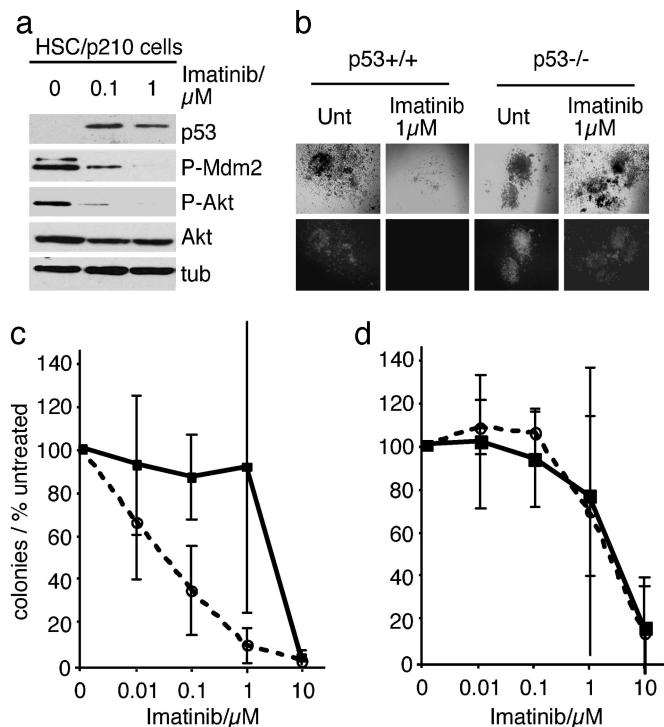 a
HSC/p210 cells
0 0.1 1 Imatinib/
µM
p53
P-Mdm2
P-Akt
Akt
tub
b
p53+/+ p53-/-
Unt Imatinib
1µM
Unt Imatinib
1µM
c
colonies / % untreated
140
120
100
80
60
40
20
0
0 0.01 0.1 1 10
Imatinib/µM
d
140
120
100
80
60
40
20
0
0 0.01 0.1 1 10
Imatinib/µM